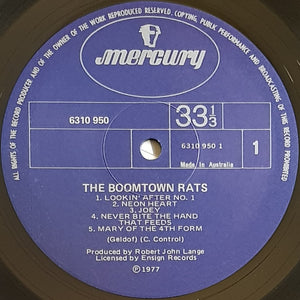 ALL RIGHTS OF THE RECORD PRODUCER AND OF THE OWNER OF THE WORK REPRODUCED RESERVED. COPYING, PUBLIC PERFORMANCE AND BROADCASTING OF THIS RECORD PROHIBITED
mercury
6310 950
33 1/3
6310 950 1
Made in Australia
1
THE BOOMTOWN RATS
1. LOOKIN' AFTER NO. 1
2. NEON HEART
3. JOEY
4. NEVER BITE THE HAND
THAT FEEDS
5. MARY OF THE 4TH FORM
(Geldof) (C. Control)
Produced by Robert John Lange
Licensed by Ensign Records
Ⓟ 1977